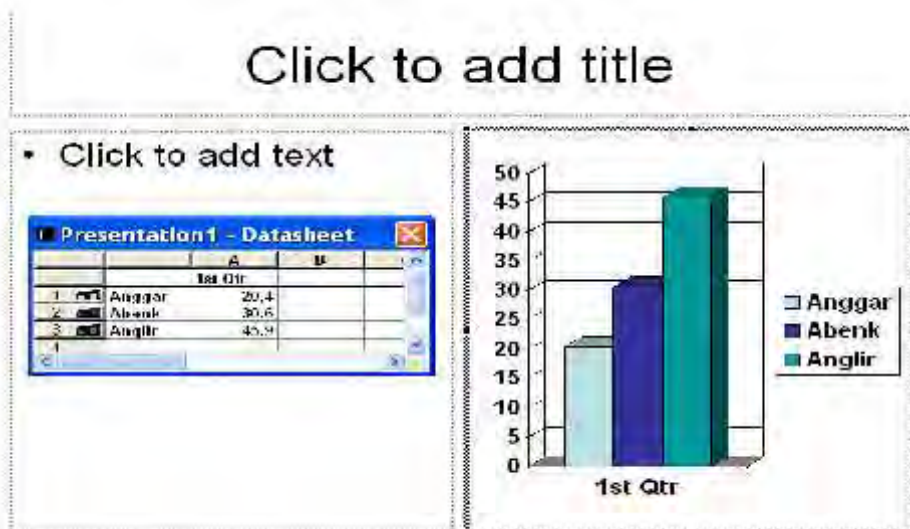 Click to add title
• Click to add text
Presentation1 - Datasheet
A B
1st Qtr
1 Anggar 20,4
2 Abenk 30,6
3 Anglir 45,9
4
50
45
40
35
30
25
20
15
10
5
0
1st Qtr
Anggar
Abenk
Anglir